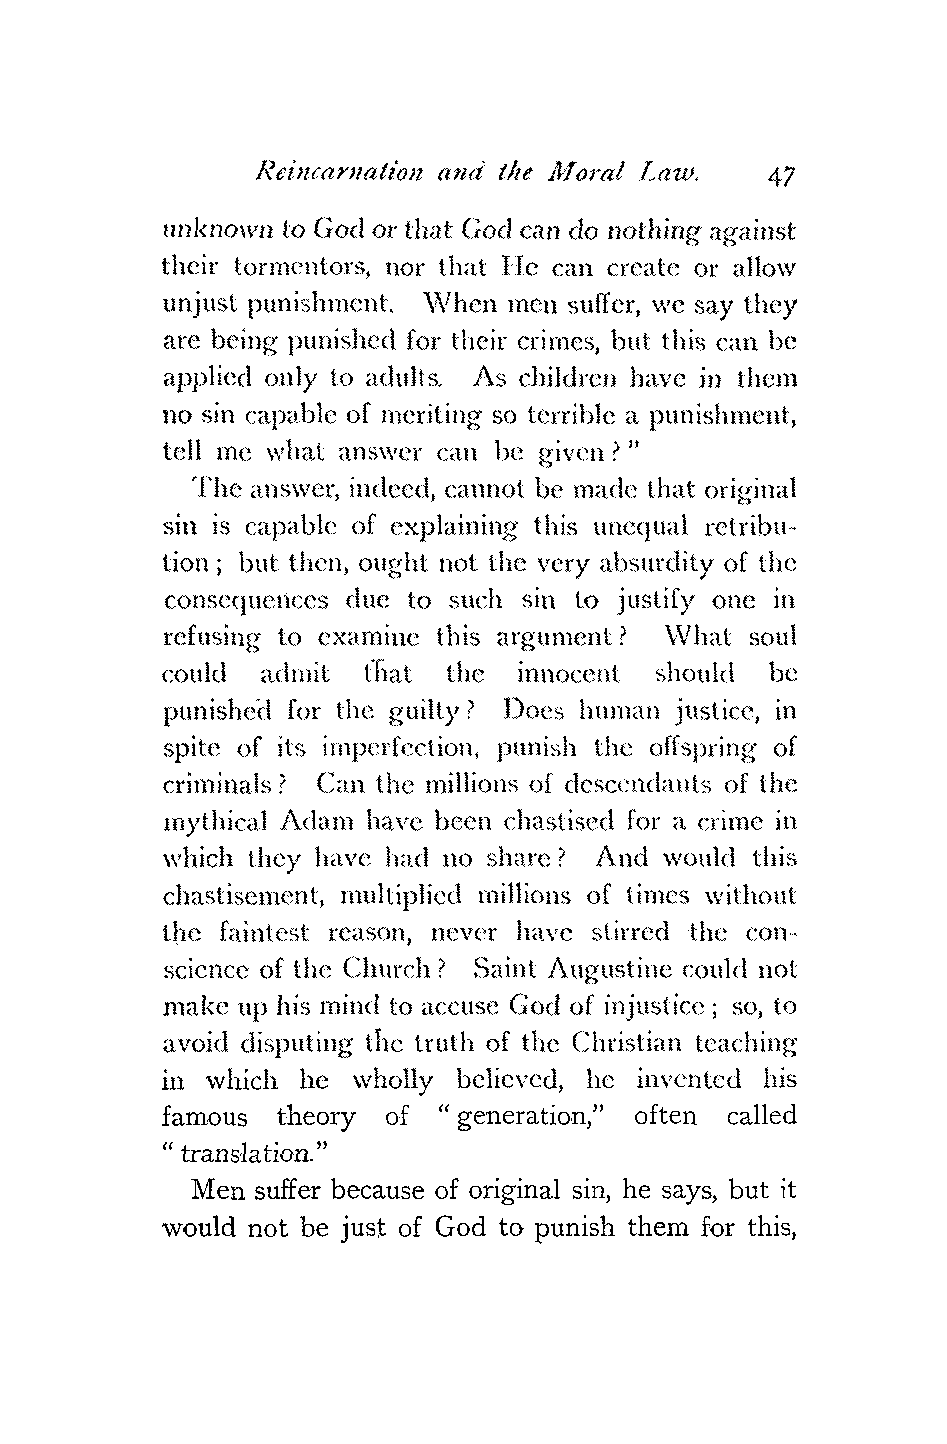 Reincarnation and the Moral Law. 47
unknown to God or that God can do nothing against
their tormentors, nor that He can create or allow
unjust punishment. When men suffer, we say they
are being punished for their crimes, but this can be
applied only to adults. As children have in them
no sin capable of meriting so terrible a punishment,
tell me what answer can be given?"
The answer, indeed, cannot be made that original
sin is capable of explaining this unequal retribu-
tion; but then, ought not the very absurdity of the
consequences due to such sin to justify one in
refusing to examine this argument? What soul
could admit that the innocent should be
punished for the guilty? Does human justice, in
spite of its imperfection, punish the offspring of
criminals? Can the millions of descendants of the
mythical Adam have been chastised for a crime in
which they have had no share? And would this
chastisement, multiplied millions of times without
the faintest reason, never have stirred the con-
science of the Church? Saint Augustine could not
make up his mind to accuse God of injustice; so, to
avoid disputing the truth of the Christian teaching
in which he wholly believed, he invented his
famous theory of "generation," often called
"translation."
Men suffer because of original sin, he says, but it
would not be just of God to punish them for this,